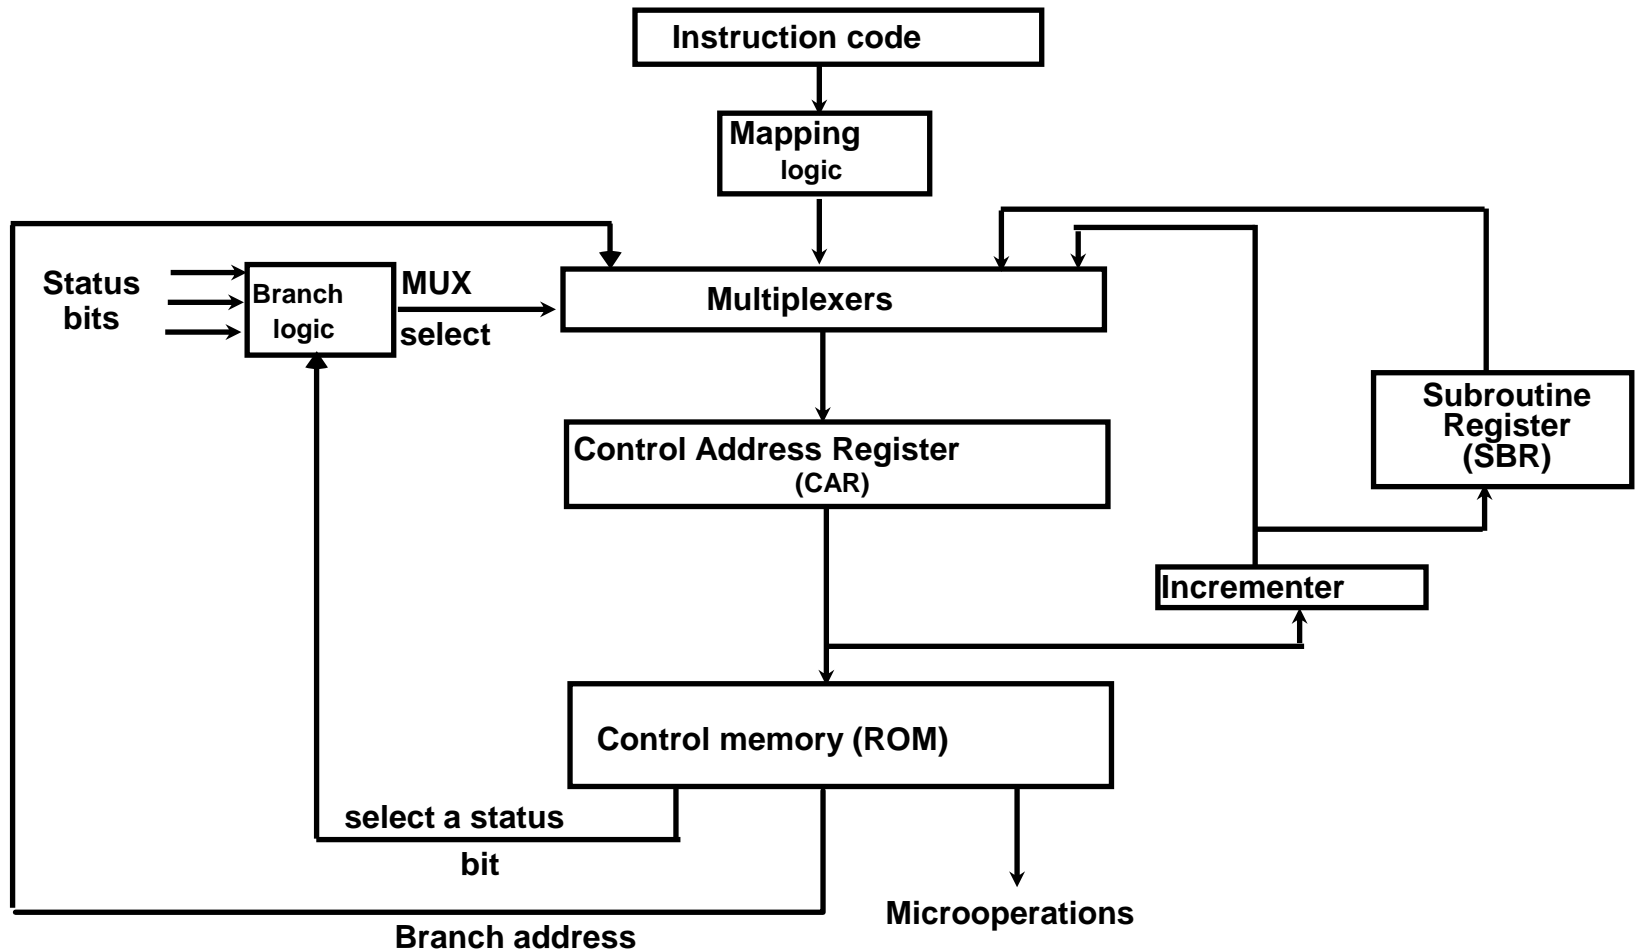 Instruction code
Mapping
logic
Status
bits
Branch
logic
MUX
select
Multiplexers
Subroutine
Register
(SBR)
Control Address Register
(CAR)
Incrementer
Control memory (ROM)
select a status
bit
Microoperations
Branch address